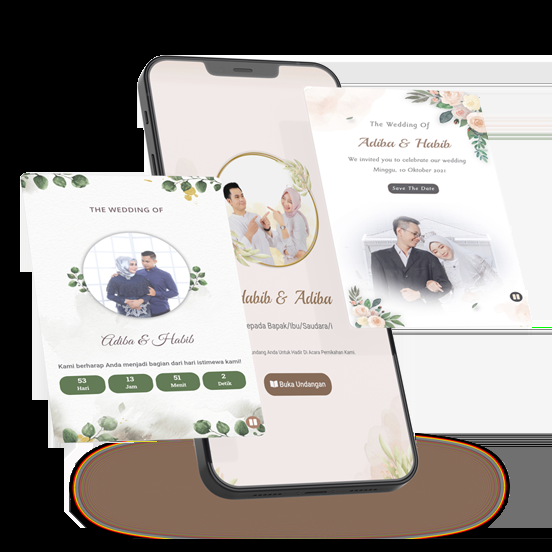 THE WEDDING OF
Adiba & Habib
Kami berharap Anda menjadi bagian dari hari istimewa kami!
53 13 51 2
Hari Jam Menit Detik
Habib & Adiba
epada Bapak/Ibu/Saudara/i
undang Anda Untuk Hadir Di Acara Pernikahan Kami.
Buka Undangan
The Wedding Of
Adiba & Habib
We invited you to celebrate our wedding
Minggu, 10 Oktober 2021
Save The Date